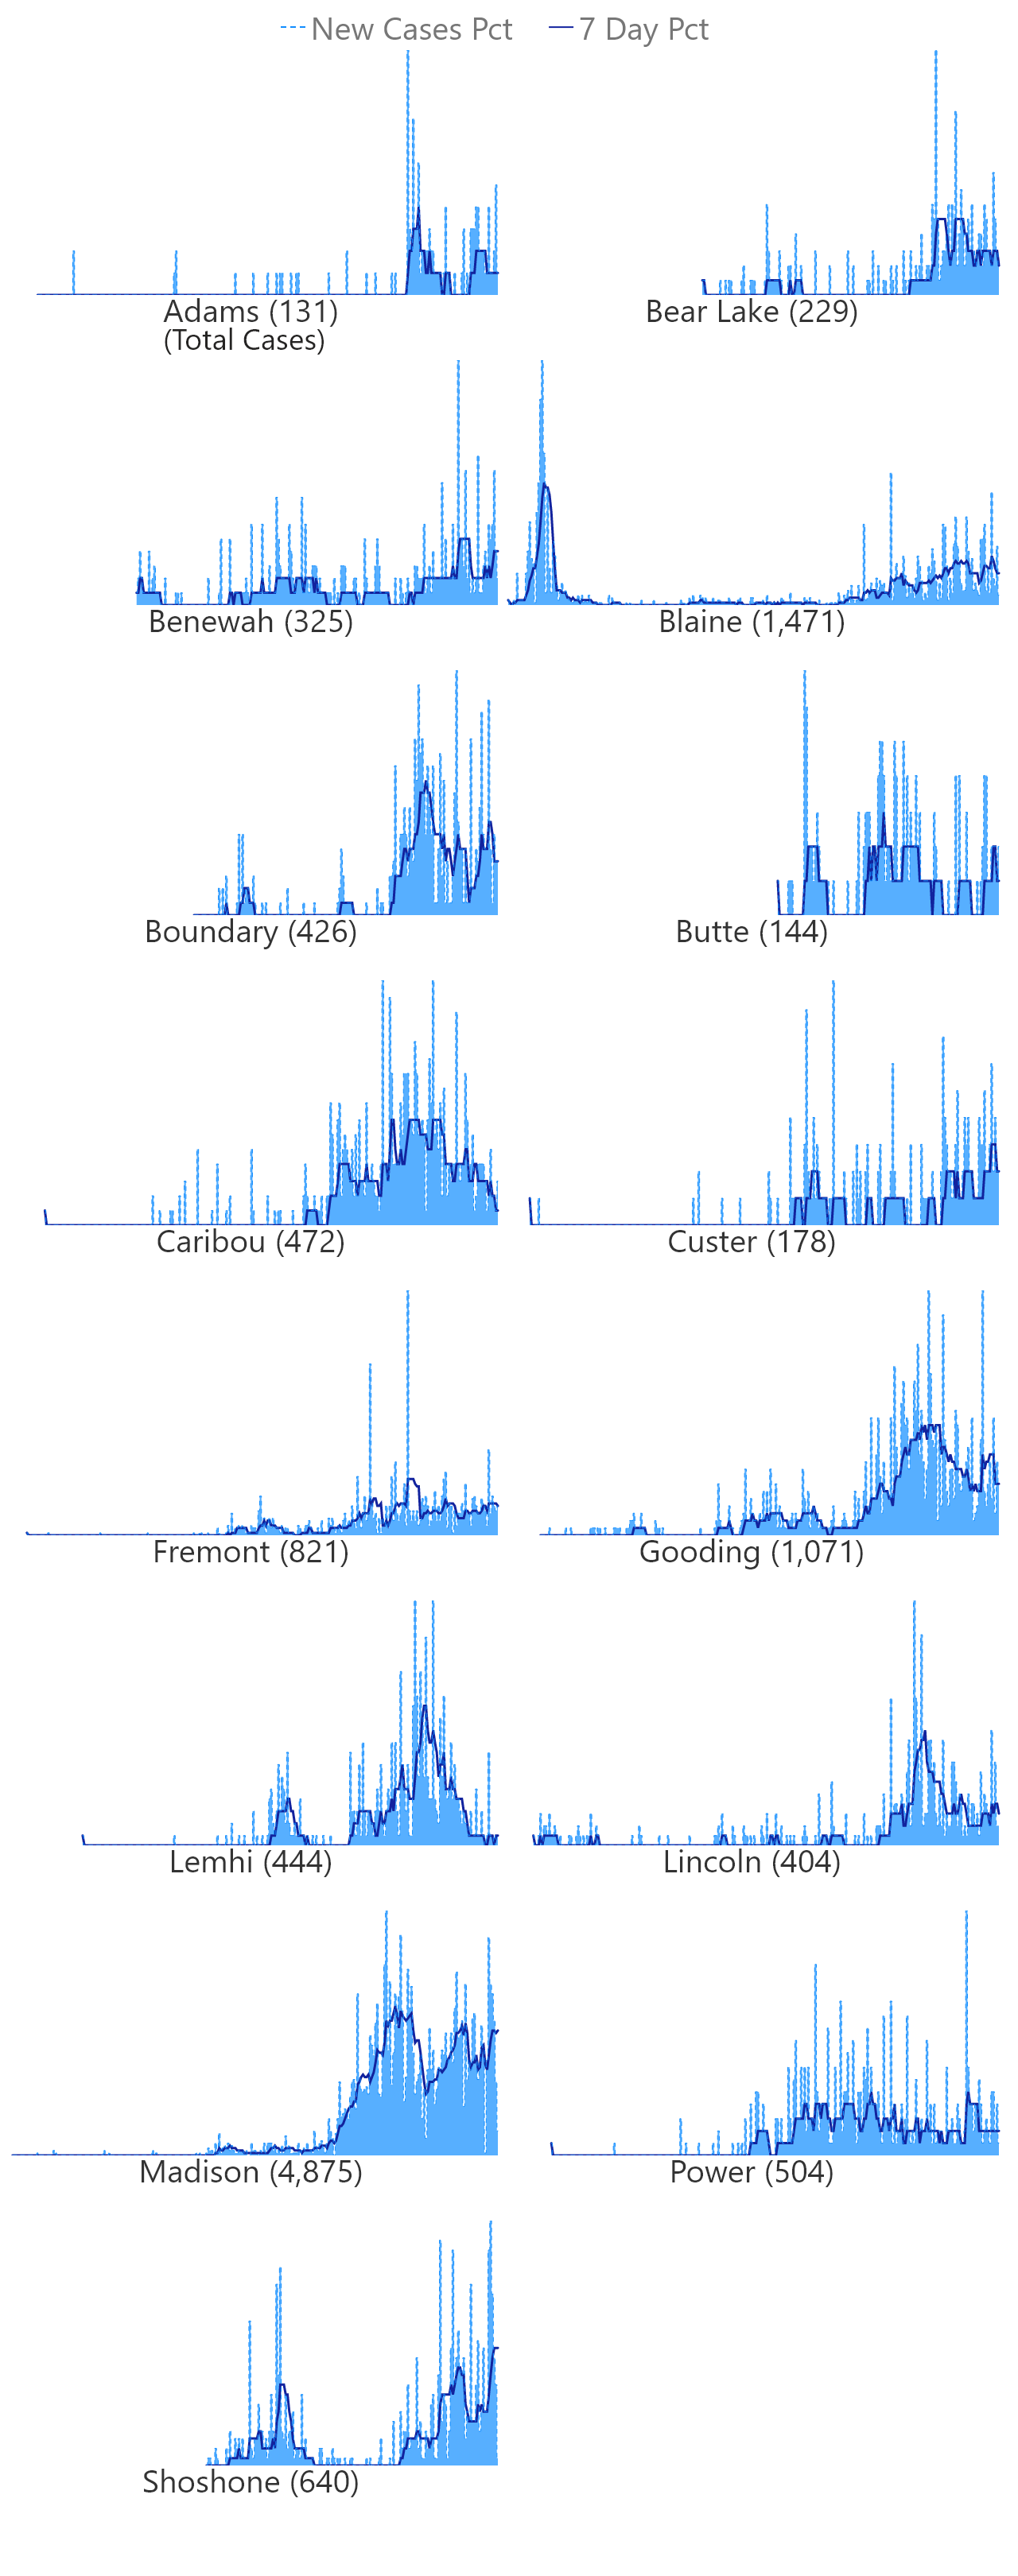 New Cases Pct 7 Day Pct
Adams (131)
(Total Cases)
Bear Lake (229)
Benewah (325)
Blaine (1,471)
Boundary (426)
Butte (144)
Caribou (472)
Custer (178)
Fremont (821)
Gooding (1,071)
Lemhi (444)
Lincoln (404)
Madison (4,875)
Power (504)
Shoshone (640)